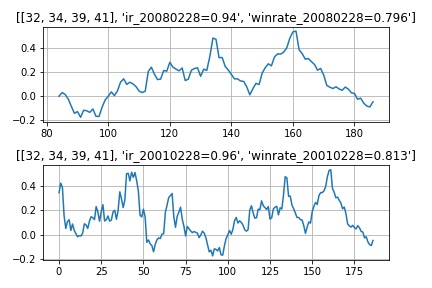 [[32, 34, 39, 41], 'ir_20080228=0.94', 'winrate_20080228=0.796']
0.4
0.2
0.0
−0.2
80 100 120 140 160 180
[[32, 34, 39, 41], 'ir_20010228=0.96', 'winrate_20010228=0.813']
0.4
0.2
0.0
−0.2
0 25 50 75 100 125 150 175